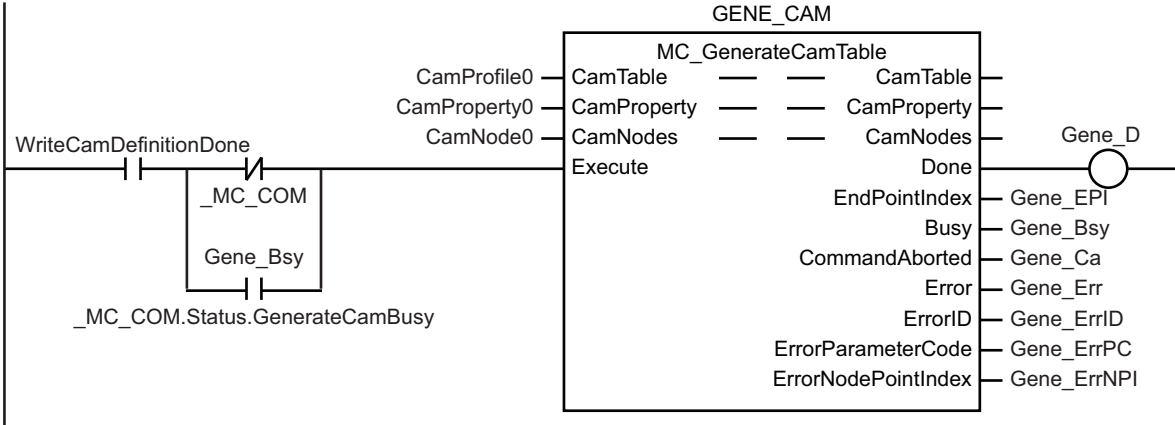 GENE_CAM
MC_GenerateCamTable
CamProfile0 CamTable CamTable
CamProperty0 CamProperty CamProperty
CamNode0 CamNodes CamNodes
WriteCamDefinitionDone Gene_D
Execute Done
_MC_COM
EndPointIndex Gene_EPI
Busy Gene_Bsy
Gene_Bsy
CommandAborted Gene_Ca
Error Gene_Err
_MC_COM.Status.GenerateCamBusy
ErrorID Gene_ErrID
ErrorParameterCode Gene_ErrPC
ErrorNodePointIndex Gene_ErrNPI